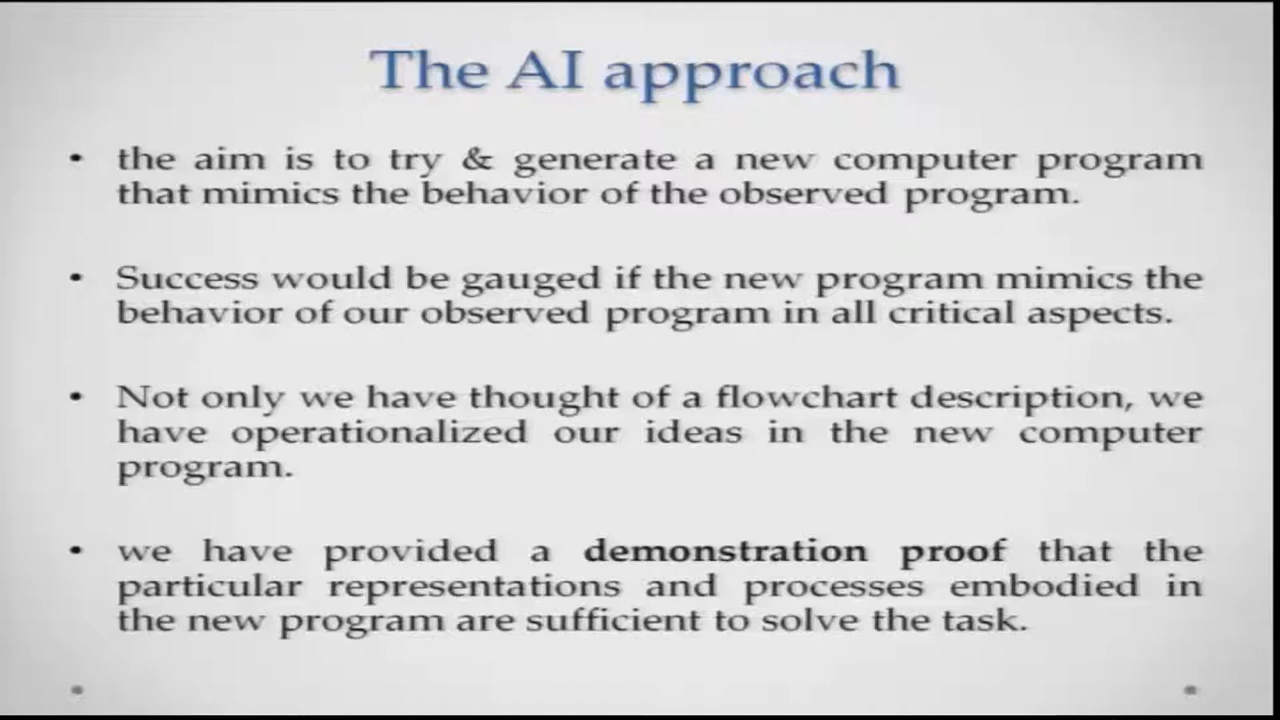 The AI approach
• the aim is to try & generate a new computer program
that mimics the behavior of the observed program.
• Success would be gauged if the new program mimics the
behavior of our observed program in all critical aspects.
• Not only we have thought of a flowchart description, we
have operationalized our ideas in the new computer
program.
• we have provided a demonstration proof that the
particular representations and processes embodied in
the new program are sufficient to solve the task.